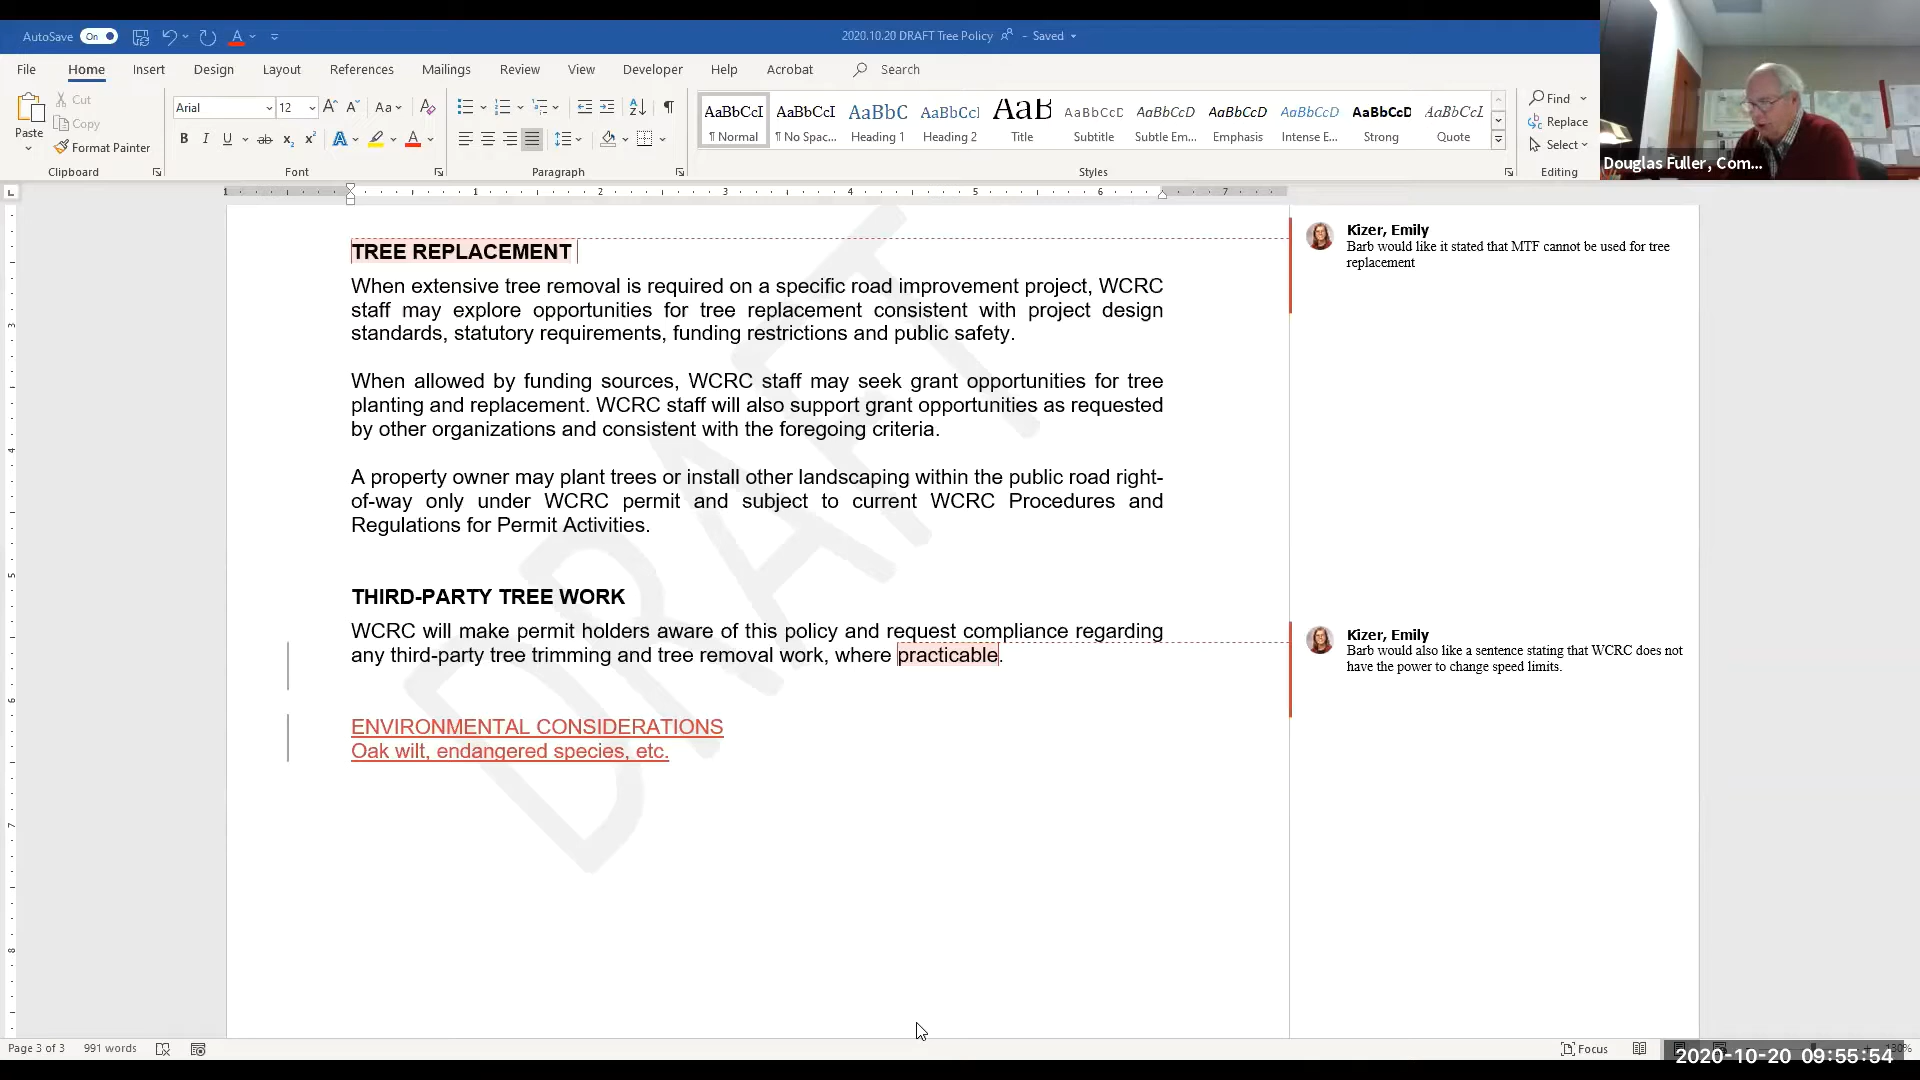 AutoSave On 2020.10.20 DRAFT Tree Policy - Saved
File Home Insert Design Layout References Mailings Review View Developer Help Acrobat Search
Paste Cut Copy Format Painter
Arial 12
AaBbCcI AaBbCcI AaBbC AaBbCcI AaB AaBbCcD AaBbCcD AaBbCcD AaBbCcD AaBbCcD AaBbCcL
¶ Normal ¶ No Spac... Heading 1 Heading 2 Title Subtitle Subtle Em... Emphasis Intense E... Strong Quote
Find
Replace
Select
Clipboard Font Paragraph Styles Editing
Douglas Fuller, Com...
1 1 2 3 4 5 6 7
TREE REPLACEMENT
When extensive tree removal is required on a specific road improvement project, WCRC
staff may explore opportunities for tree replacement consistent with project design
standards, statutory requirements, funding restrictions and public safety.
When allowed by funding sources, WCRC staff may seek grant opportunities for tree
planting and replacement. WCRC staff will also support grant opportunities as requested
by other organizations and consistent with the foregoing criteria.
A property owner may plant trees or install other landscaping within the public road right-
of-way only under WCRC permit and subject to current WCRC Procedures and
Regulations for Permit Activities.
THIRD-PARTY TREE WORK
WCRC will make permit holders aware of this policy and request compliance regarding
any third-party tree trimming and tree removal work, where practicable.
ENVIRONMENTAL CONSIDERATIONS
Oak wilt, endangered species, etc.
DRAFT
Kizer, Emily
Barb would like it stated that MTF cannot be used for tree
replacement
Kizer, Emily
Barb would also like a sentence stating that WCRC does not
have the power to change speed limits.
Page 3 of 3 991 words Focus
2020-10-20 09:55:54